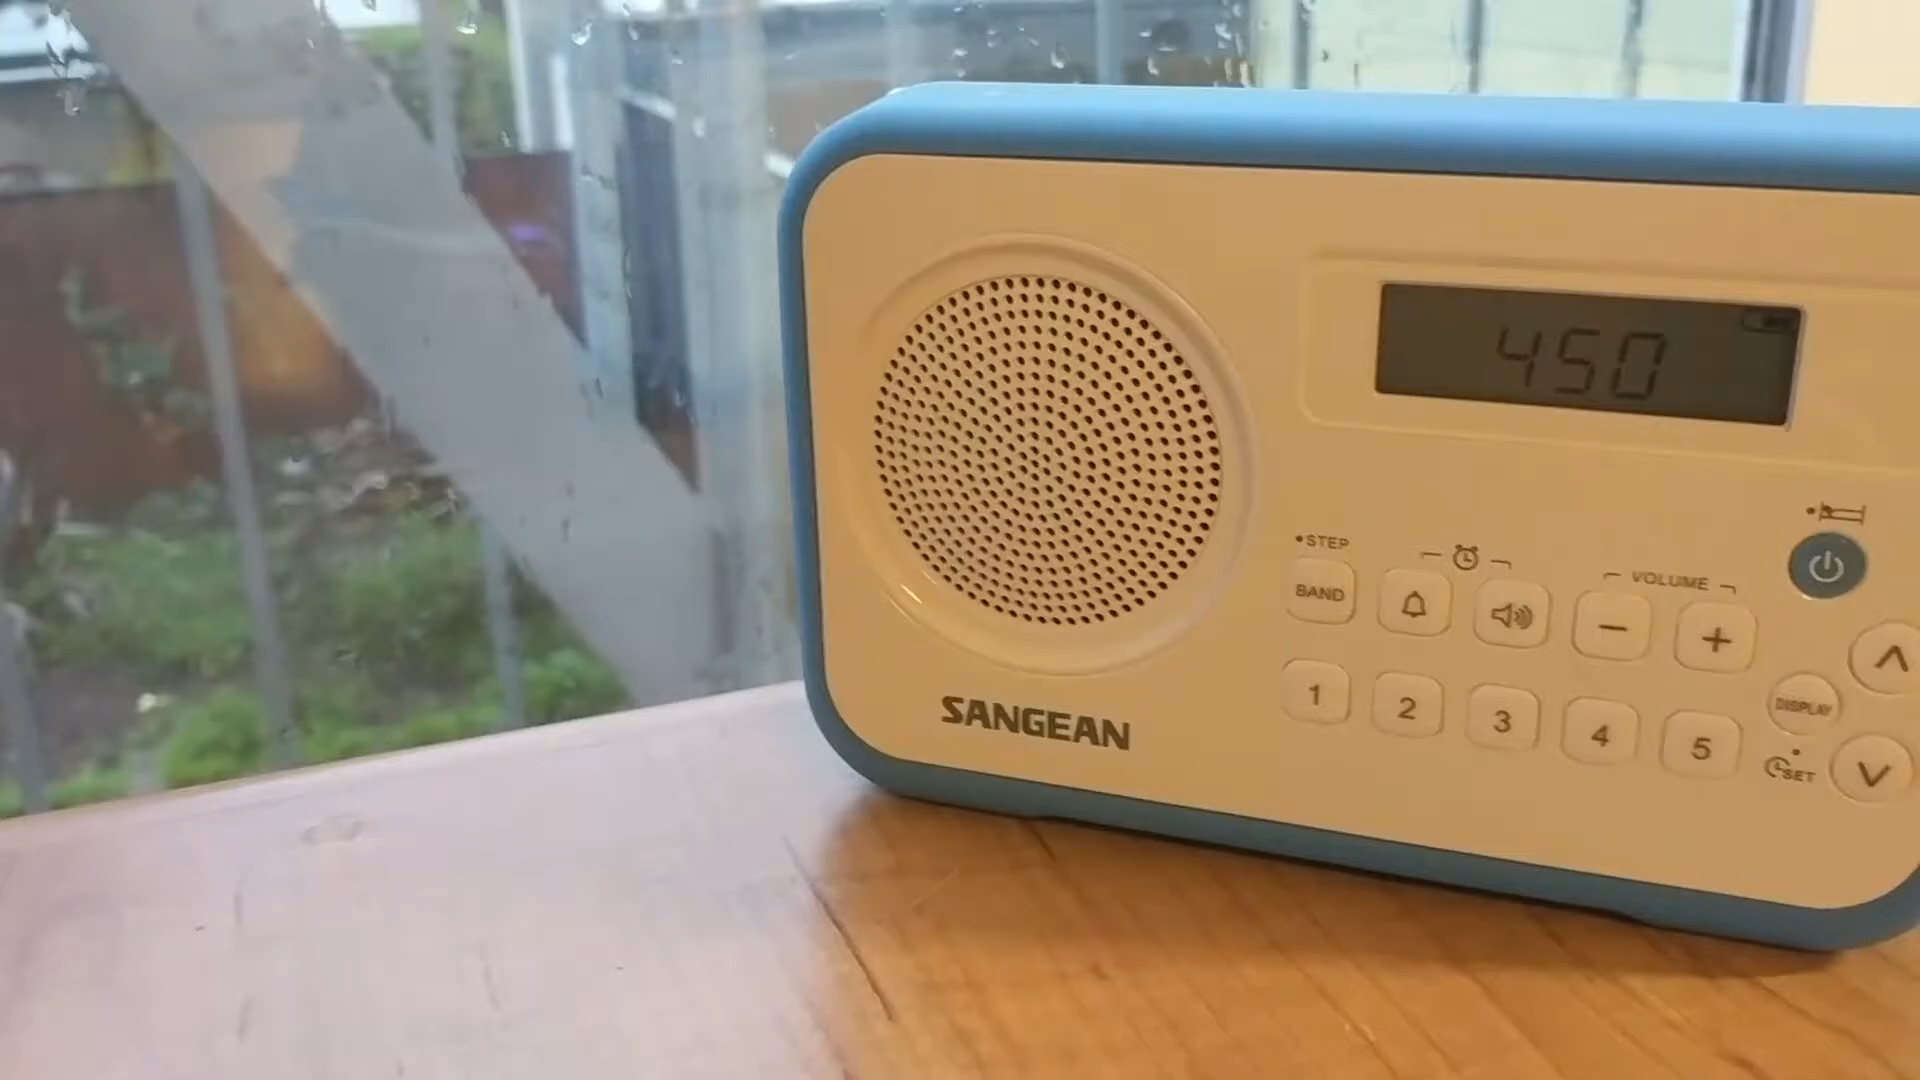 450
•STEP
BAND
VOLUME
−
+
1
2
3
4
5
DISPLAY
•
SET
SANGEAN